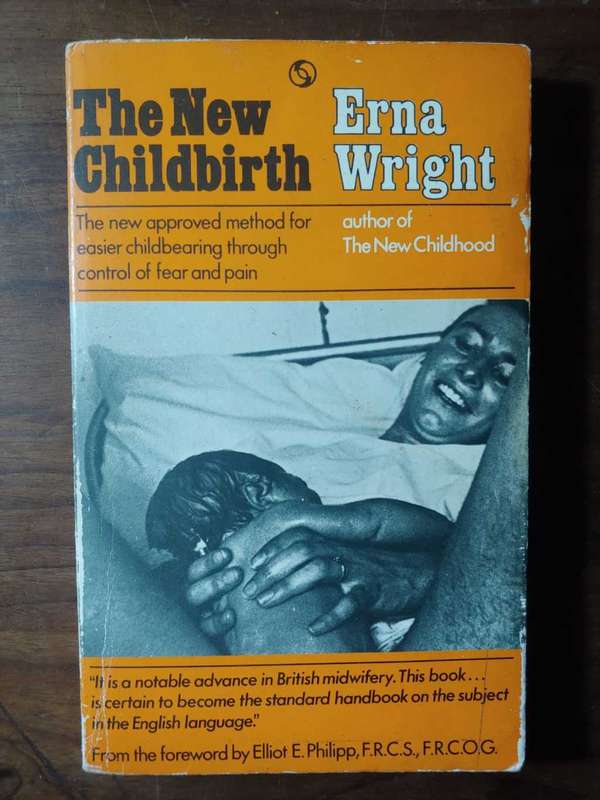 The New
Childbirth
Erna
Wright
The new approved method for
easier childbearing through
control of fear and pain
author of
The New Childhood
"It is a notable advance in British midwifery. This book...
is certain to become the standard handbook on the subject
in the English language."
From the foreword by Elliot E. Philipp, F.R.C.S., F.R.C.O.G.